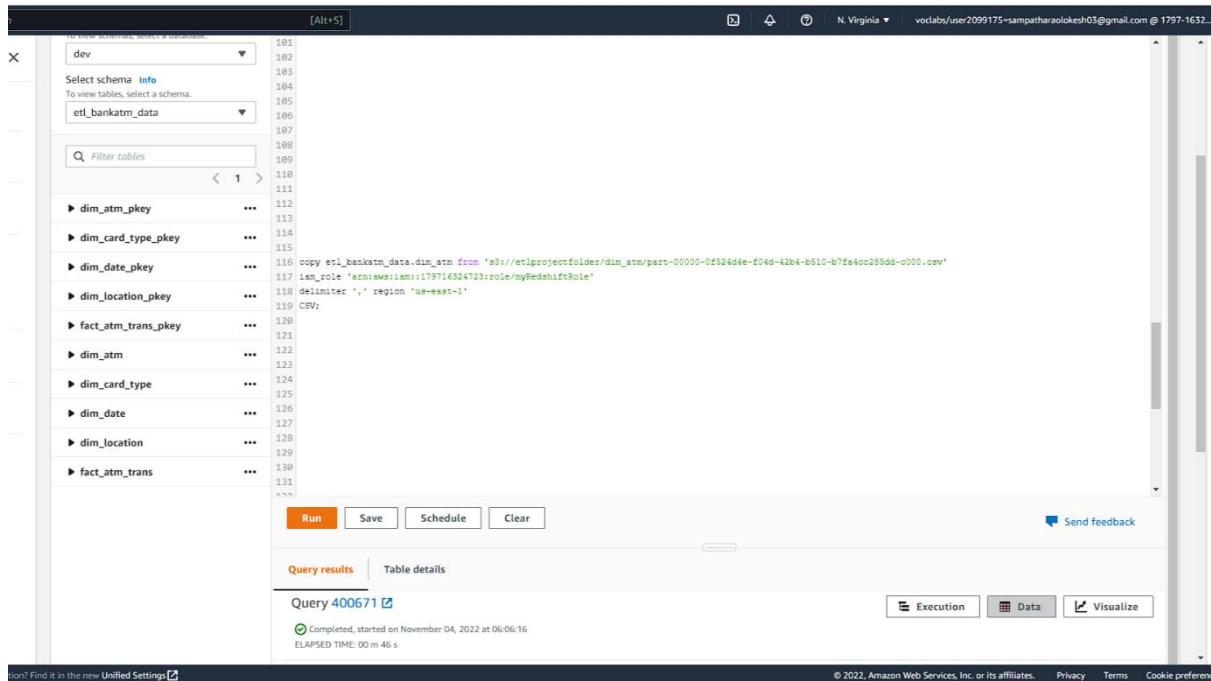 [Alt+S]
N. Virginia ▼
voclabs/user2099175=sampatharaolokesh03@gmail.com @ 1797-1632...
To view schemas, select a database.
dev
Select schema Info
To view tables, select a schema.
etl_bankatm_data
Filter tables
< 1 >
dim_atm_pkey
dim_card_type_pkey
dim_date_pkey
dim_location_pkey
fact_atm_trans_pkey
dim_atm
dim_card_type
dim_date
dim_location
fact_atm_trans
101
102
103
104
105
106
107
108
109
110
111
112
113
114
115
116 copy etl_bankatm_data.dim_atm from 's3://etlprojectfolder/dim_atm/part-00000-0f524d4e-f04d-42b4-b510-b7fa4cc285dd-c000.csv'
117 iam_role 'arn:aws:iam::179716324723:role/myRedshiftRole'
118 delimiter ',' region 'us-east-1'
119 CSV;
120
121
122
123
124
125
126
127
128
129
130
131
Run Save Schedule Clear
Send feedback
Query results Table details
Query 400671
Execution Data Visualize
Completed, started on November 04, 2022 at 06:06:16
ELAPSED TIME: 00 m 46 s
tion? Find it in the new Unified Settings
© 2022, Amazon Web Services, Inc. or its affiliates. Privacy Terms Cookie preferen